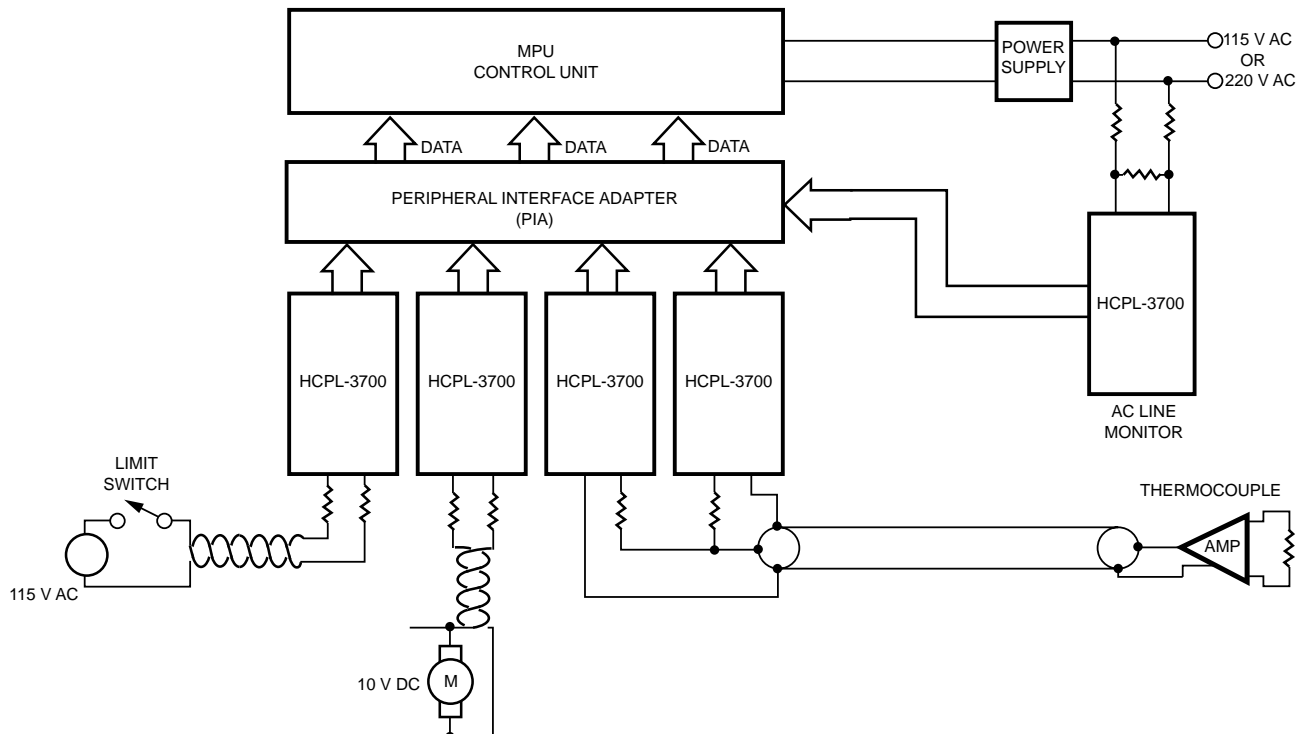 MPU
CONTROL UNIT
POWER
SUPPLY
115 V AC
OR
220 V AC
DATA
DATA
DATA
PERIPHERAL INTERFACE ADAPTER
(PIA)
HCPL-3700
HCPL-3700
HCPL-3700
HCPL-3700
HCPL-3700
AC LINE
MONITOR
LIMIT
SWITCH
115 V AC
THERMOCOUPLE
AMP
10 V DC
M